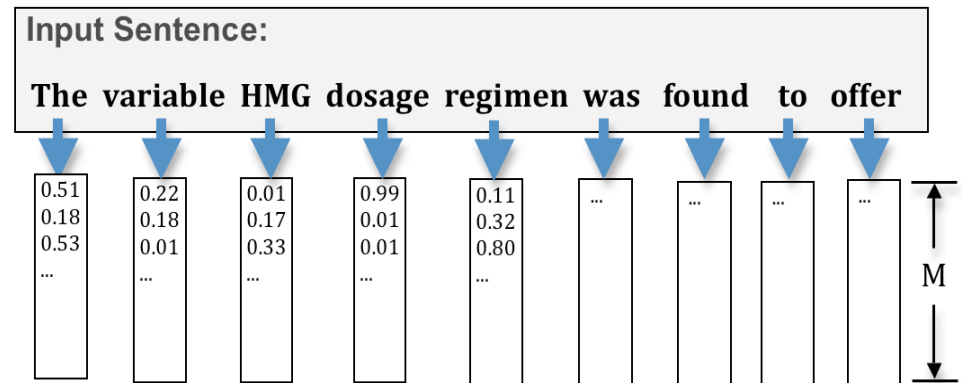 Input Sentence:
The variable HMG dosage regimen was found to offer
0.51 0.22 0.01 0.99 0.11 ... ... ... ...
0.18 0.18 0.17 0.01 0.32
0.53 0.01 0.33 0.01 0.80
... ... ... ... ...
M